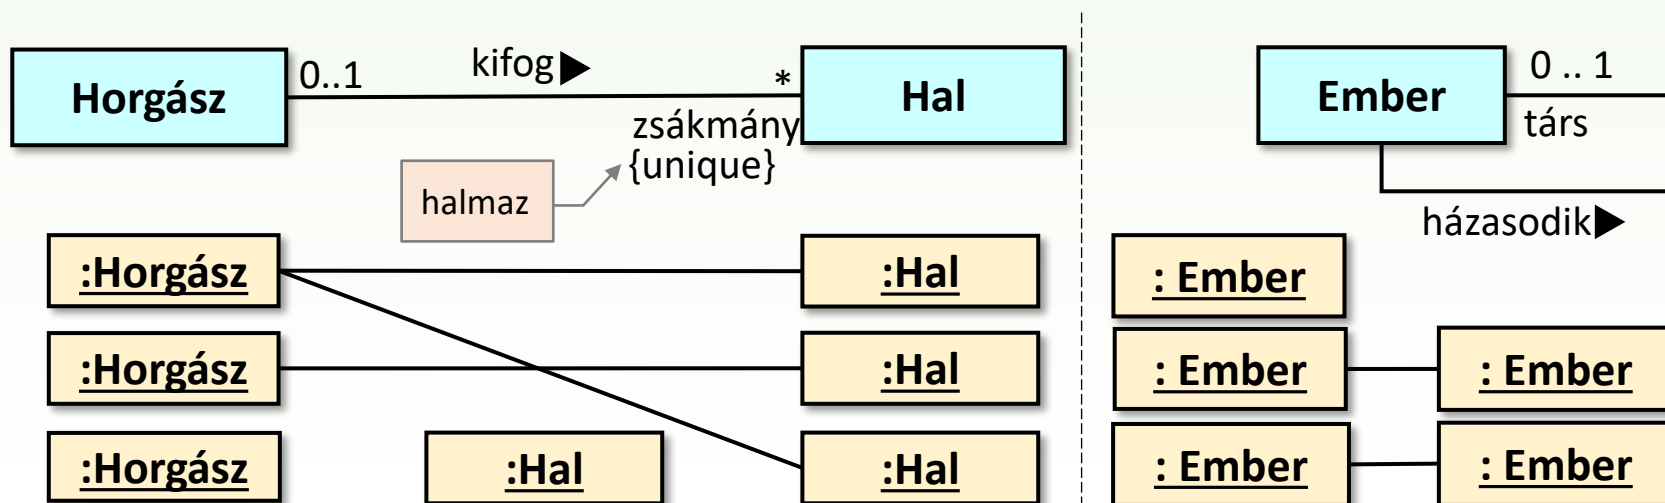 Horgász
0..1
kifog
*
Hal
zsákmány
{unique}
halmaz
:Horgász
:Hal
:Horgász
:Hal
:Horgász
:Hal
:Hal
Ember
0 .. 1
társ
házasodik
: Ember
: Ember
: Ember
: Ember
: Ember